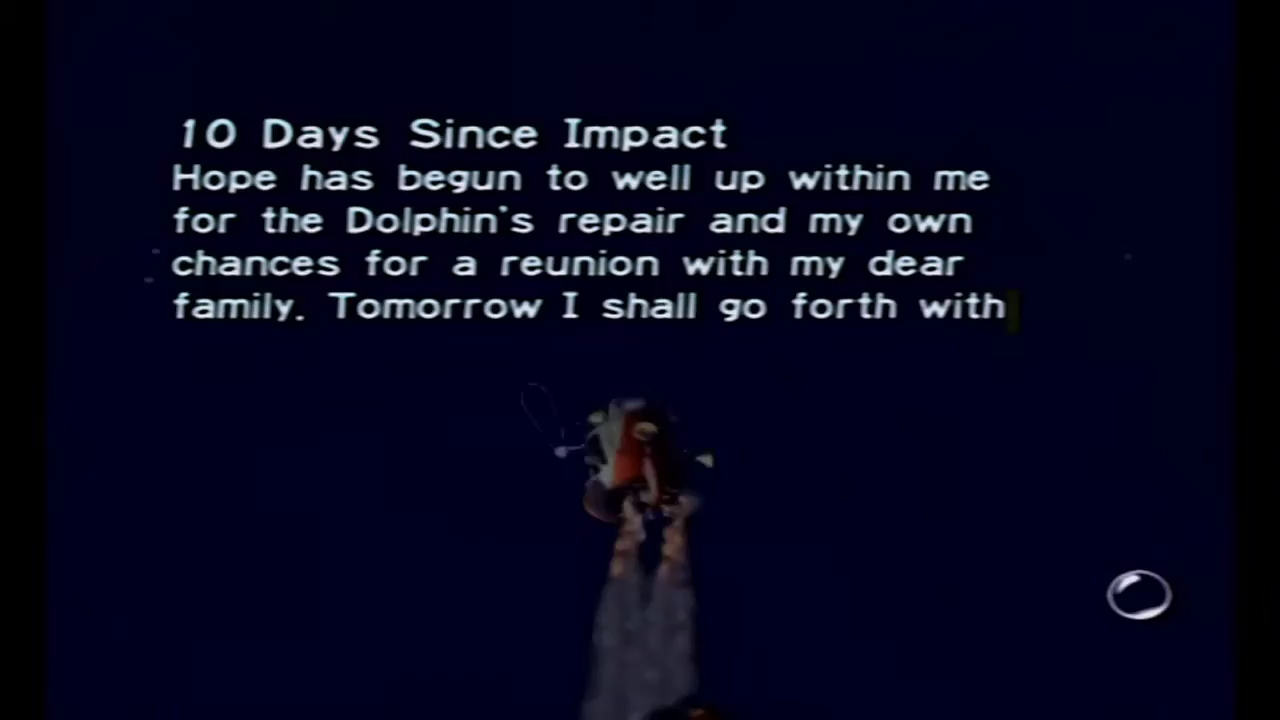 10 Days Since Impact
Hope has begun to well up within me
for the Dolphin's repair and my own
chances for a reunion with my dear
family. Tomorrow I shall go forth with